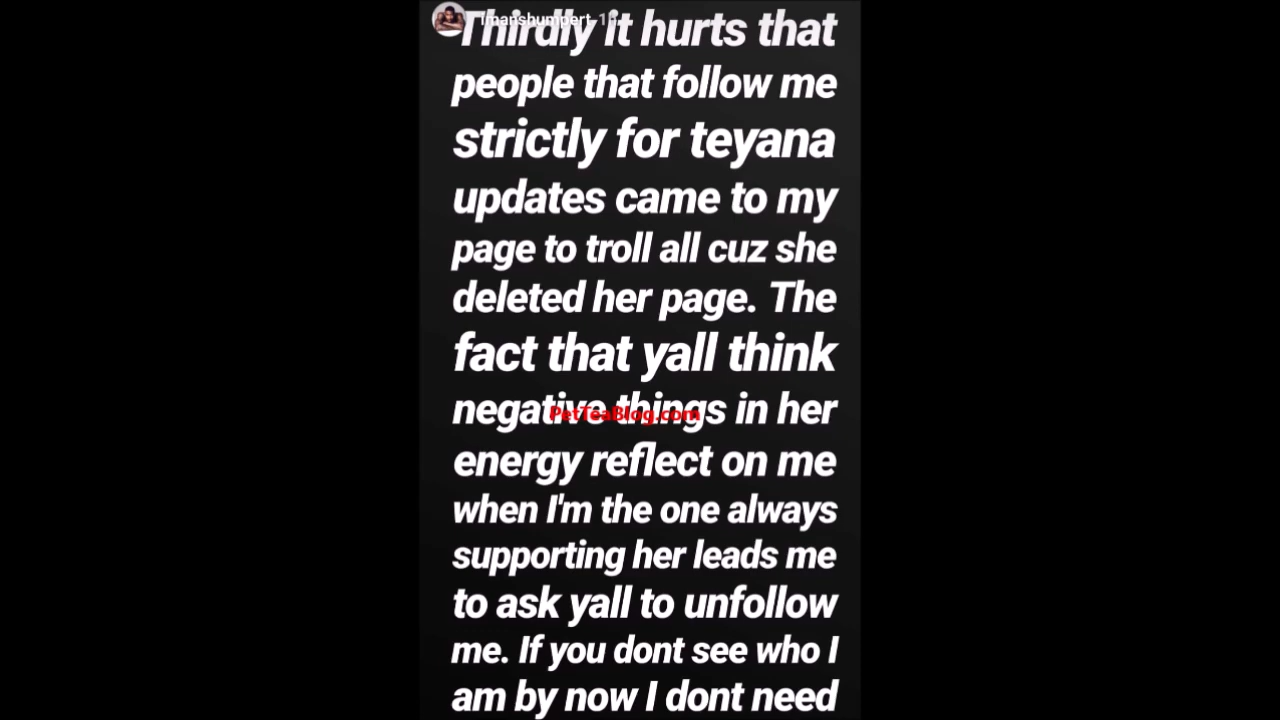 imanshumpert
Thirdly it hurts that
people that follow me
strictly for teyana
updates came to my
page to troll all cuz she
deleted her page. The
fact that yall think
negative things in her
PetTeaBlog.com
energy reflect on me
when I'm the one always
supporting her leads me
to ask yall to unfollow
me. If you dont see who I
am by now I dont need